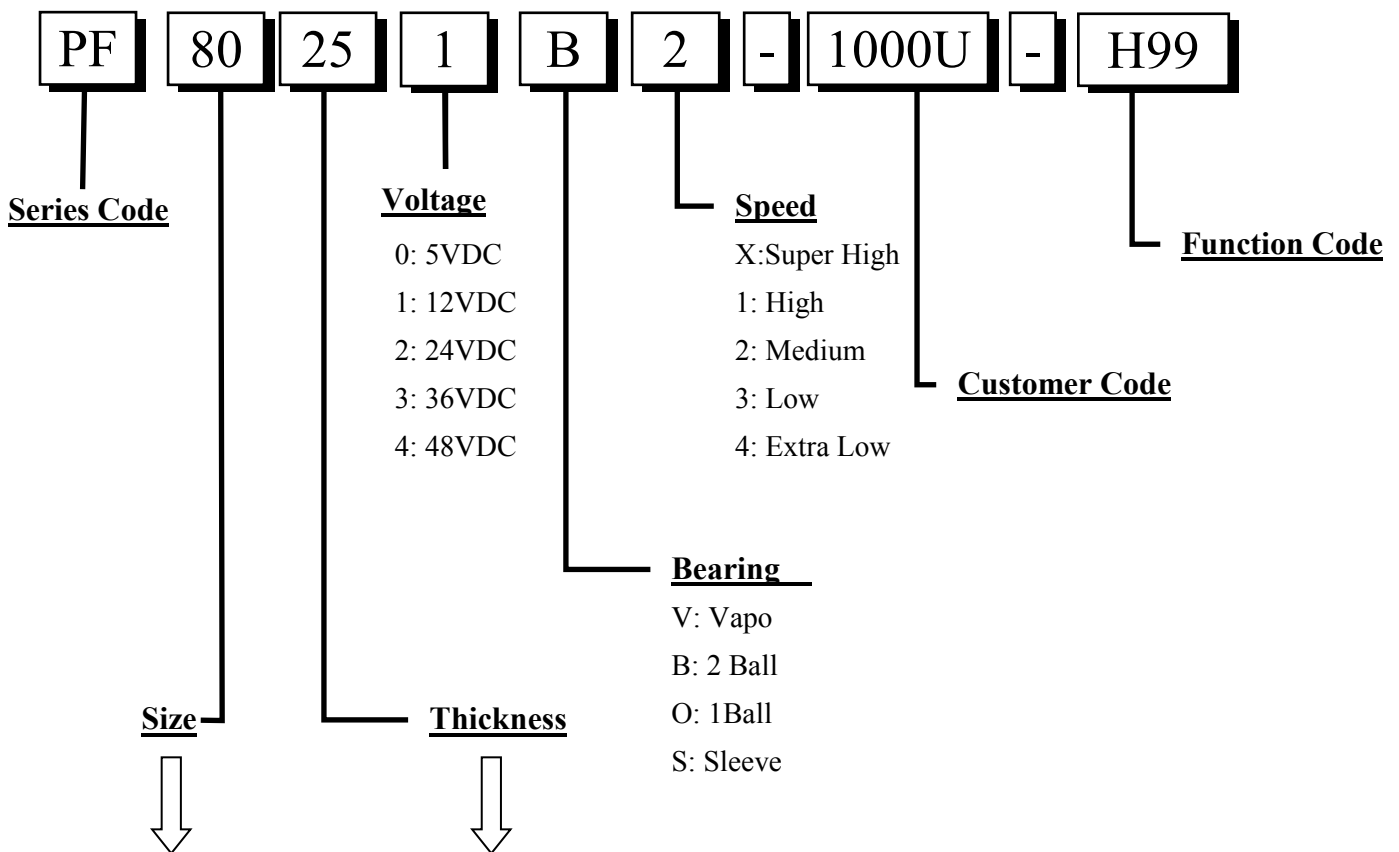 PF 80 25 1 B 2 - 1000U - H99
Series Code
Voltage
0: 5VDC
1: 12VDC
2: 24VDC
3: 36VDC
4: 48VDC
Speed
X:Super High
1: High
2: Medium
3: Low
4: Extra Low
Function Code
Customer Code
Bearing
V: Vapo
B: 2 Ball
O: 1Ball
S: Sleeve
Size
Thickness